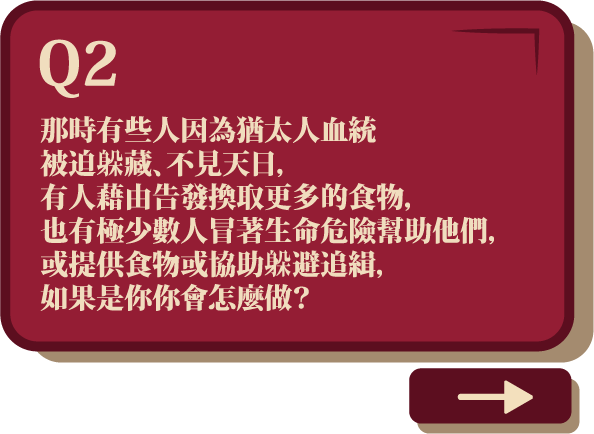 Q2
那時有些人因為猶太人血統
被迫躲藏、不見天日,
有人藉由告發換取更多的食物,
也有極少數人冒著生命危險幫助他們,
或提供食物或協助躲避追緝,
如果是你你會怎麼做?